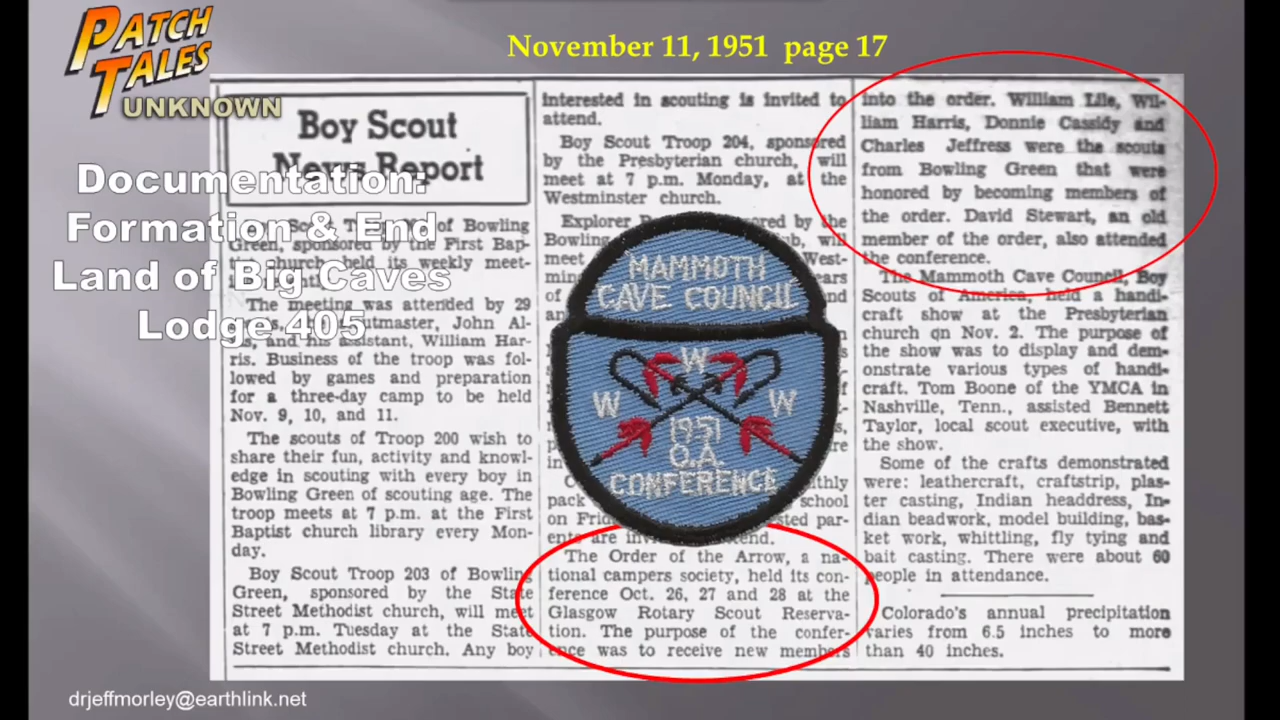 PATCH
TALES
UNKNOWN
November 11, 1951 page 17
Documentation:
Formation & End
Land of Big Caves
Lodge 405
Boy Scout
News Report
Green, sponsored by the First Bap-
church held its weekly meet-
The meeting was attended by 29
John Al-
and his assistant, William Har-
ris. Business of the troop was fol-
lowed by games and preparation
for a three-day camp to be held
Nov. 9, 10, and 11.
The scouts of Troop 200 wish to
share their fun, activity and knowl-
edge in scouting with every boy in
Bowling Green of scouting age. The
troop meets at 7 p.m. at the First
Baptist church library every Mon-
day.
Boy Scout Troop 203 of Bowling
Green, sponsored by the State
Street Methodist church, will meet
at 7 p.m. Tuesday at the State
Street Methodist church. Any boy
interested in scouting is invited to
attend.
Boy Scout Troop 204, sponsored
by the Presbyterian church, will
meet at 7 p.m. Monday, at the
Westminster church.
Explorer by the
Bowling will
meet West-
of
pack school
on
ents are
MAMMOTH
CAVE COUNCIL
W
W W
1951
O.A.
CONFERENCE
The Order of the Arrow, a na-
tional campers society, held its con-
ference Oct. 26, 27 and 28 at the
Glasgow Rotary Scout Reserva-
tion. The purpose of the confer-
ence was to receive new members
into the order. William Lile, Wil-
liam Harris, Donnie Cassidy and
Charles Jeffress were the scouts
from Bowling Green that were
honored by becoming members of
the order. David Stewart, an old
member of the order, also attended
the conference.
The Mammoth Cave Council, Boy
Scouts of America, held a handi-
craft show at the Presbyterian
church on Nov. 2. The purpose of
the show was to display and dem-
onstrate various types of handi-
craft. Tom Boone of the YMCA in
Nashville, Tenn., assisted Bennett
Taylor, local scout executive, with
the show.
Some of the crafts demonstrated
were: leathercraft, craftstrip, plas-
ter casting, Indian headdress, In-
dian beadwork, model building, bas-
ket work, whittling, fly tying and
bait casting. There were about 60
people in attendance.
Colorado's annual precipitation
varies from 6.5 inches to more
than 40 inches.
drjeffmorley@earthlink.net